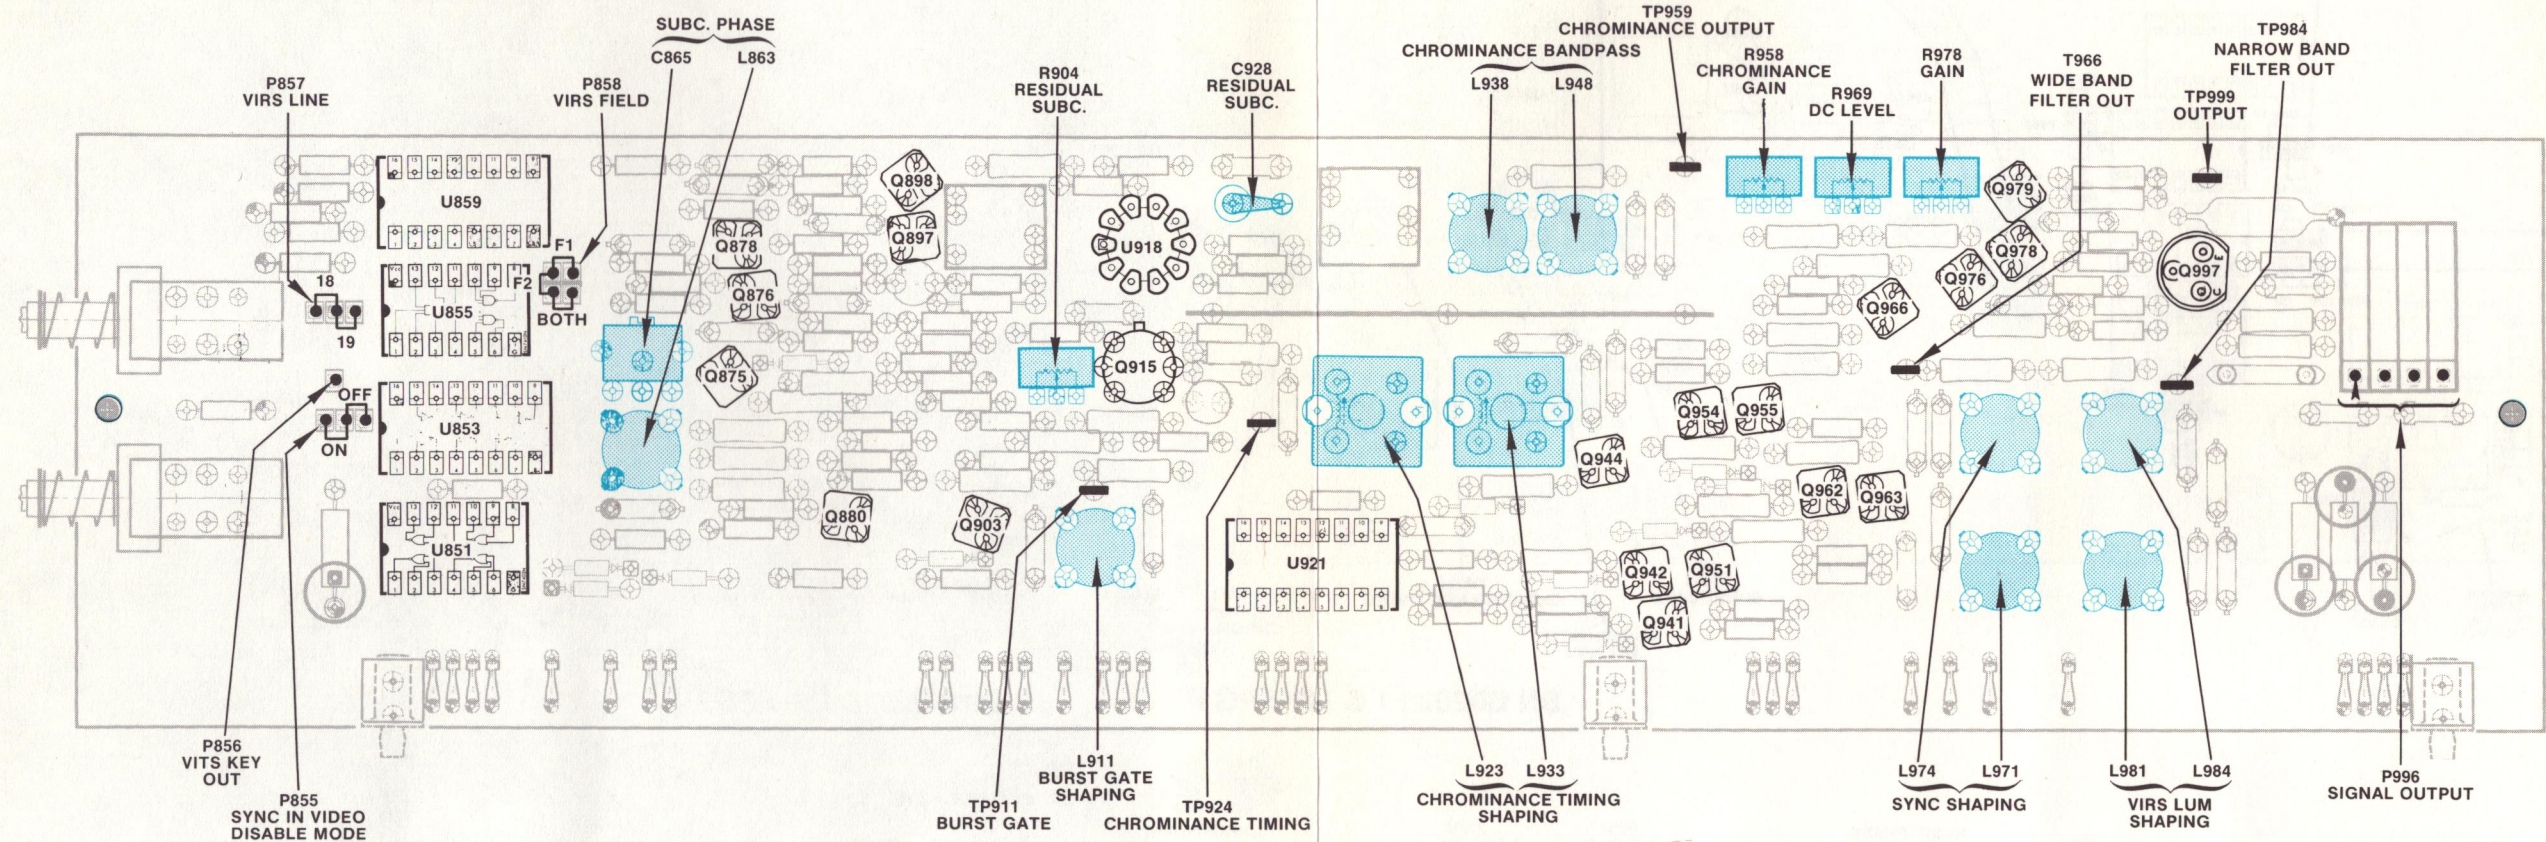 SUBC. PHASE
C865
L863
P857
VIRS LINE
P858
VIRS FIELD
R904
RESIDUAL
SUBC.
C928
RESIDUAL
SUBC.
TP959
CHROMINANCE OUTPUT
CHROMINANCE BANDPASS
L938
L948
R958
CHROMINANCE
GAIN
R969
DC LEVEL
R978
GAIN
T966
WIDE BAND
FILTER OUT
TP984
NARROW BAND
FILTER OUT
TP999
OUTPUT
U859
U855
U853
U851
F1
F2
BOTH
18
19
OFF
ON
Q898
Q897
Q878
Q876
Q875
Q880
Q903
U918
Q915
U921
Q979
Q978
Q976
Q966
Q997
Q954
Q955
Q944
Q962
Q963
Q942
Q951
Q941
P856
VITS KEY
OUT
P855
SYNC IN VIDEO
DISABLE MODE
TP911
BURST GATE
L911
BURST GATE
SHAPING
TP924
CHROMINANCE TIMING
L923
L933
CHROMINANCE TIMING
SHAPING
L974
L971
SYNC SHAPING
L981
L984
VIRS LUM
SHAPING
P996
SIGNAL OUTPUT